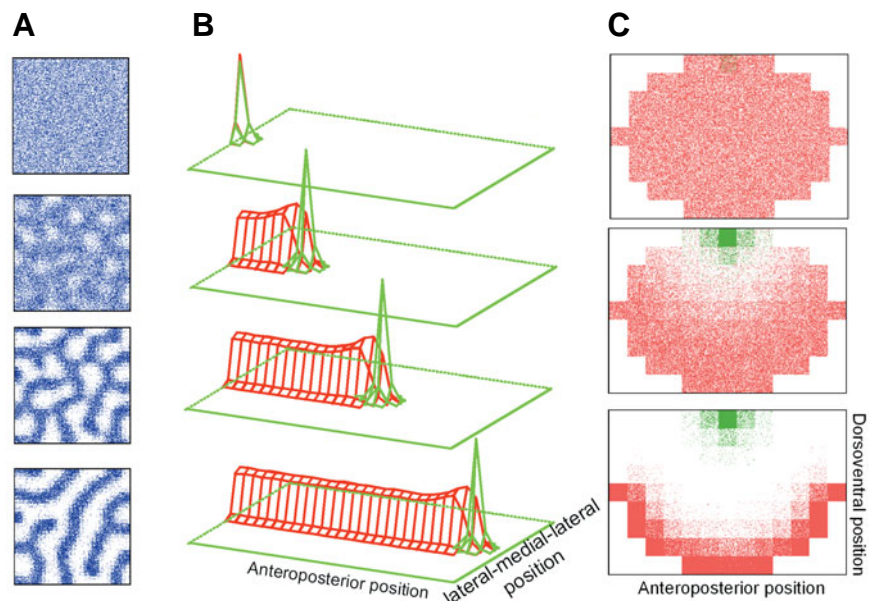 A
B
C
Anteroposterior position
lateral-medial-lateral
position
Dorsoventral position
Anteroposterior position